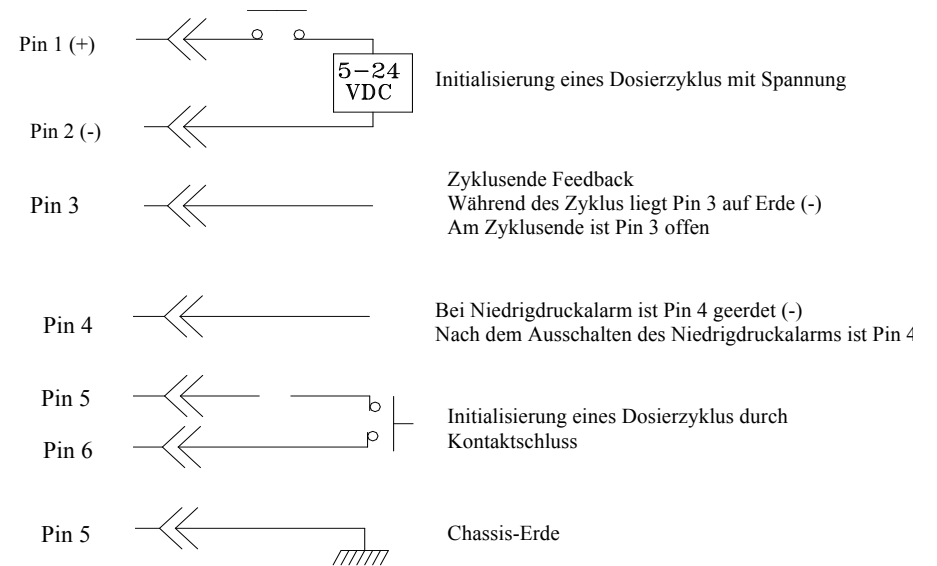 Pin 1 (+)
5-24
VDC
Initialisierung eines Dosierzyklus mit Spannung
Pin 2 (-)
Pin 3
Zyklusende Feedback
Während des Zyklus liegt Pin 3 auf Erde (-)
Am Zyklusende ist Pin 3 offen
Pin 4
Bei Niedrigdruckalarm ist Pin 4 geerdet (-)
Nach dem Ausschalten des Niedrigdruckalarms ist Pin 4
Pin 5
Pin 6
Initialisierung eines Dosierzyklus durch
Kontaktschluss
Pin 5
Chassis-Erde